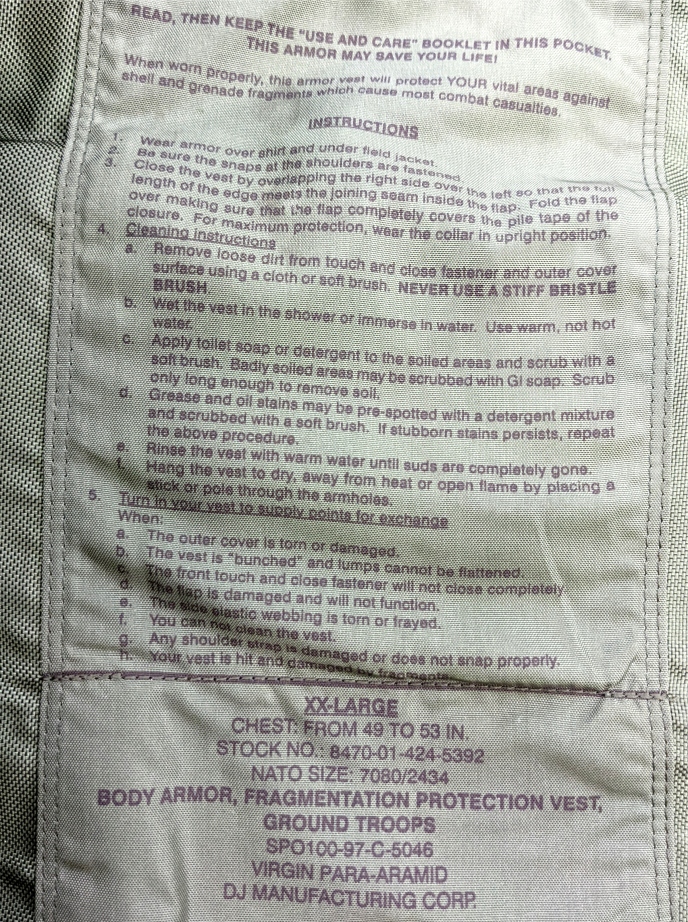 READ, THEN KEEP THE "USE AND CARE" BOOKLET IN THIS POCKET.
THIS ARMOR MAY SAVE YOUR LIFE!
When worn properly, this armor vest will protect YOUR vital areas against
shell and grenade fragments which cause most combat casualties.
INSTRUCTIONS
1. Wear armor over shirt and under field jacket.
2. Be sure the snaps at the shoulders are fastened.
3. Close the vest by overlapping the right side over the left so that the full
length of the edge meets the joining seam inside the flap. Fold the flap
over making sure that the flap completely covers the pile tape of the
closure. For maximum protection, wear the collar in upright position.
4. Cleaning instructions
a. Remove loose dirt from touch and close fastener and outer cover
surface using a cloth or soft brush. NEVER USE A STIFF BRISTLE
BRUSH.
b. Wet the vest in the shower or immerse in water. Use warm, not hot
water.
c. Apply toilet soap or detergent to the soiled areas and scrub with a
soft brush. Badly soiled areas may be scrubbed with GI soap. Scrub
only long enough to remove soil.
d. Grease and oil stains may be pre-spotted with a detergent mixture
and scrubbed with a soft brush. If stubborn stains persists, repeat
the above procedure.
e. Rinse the vest with warm water until suds are completely gone.
f. Hang the vest to dry, away from heat or open flame by placing a
stick or pole through the armholes.
5. Turn in your vest to supply points for exchange
When:
a. The outer cover is torn or damaged.
b. The vest is "bunched" and lumps cannot be flattened.
c. The front touch and close fastener will not close completely.
d. The flap is damaged and will not function.
e. The side elastic webbing is torn or frayed.
f. You can not clean the vest.
g. Any shoulder strap is damaged or does not snap properly.
h. Your vest is hit and damaged by fragments.
XX-LARGE
CHEST: FROM 49 TO 53 IN.
STOCK NO.: 8470-01-424-5392
NATO SIZE: 7080/2434
BODY ARMOR, FRAGMENTATION PROTECTION VEST,
GROUND TROOPS
SPO100-97-C-5046
VIRGIN PARA-ARAMID
DJ MANUFACTURING CORP.